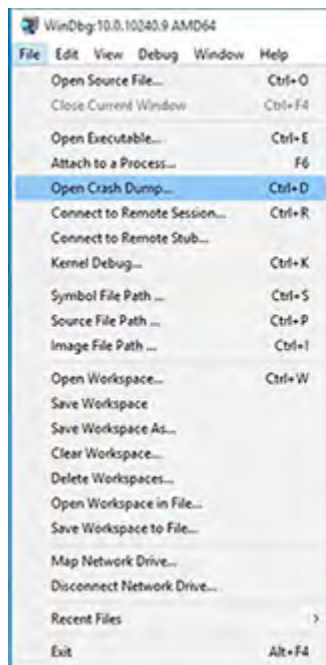 WinDbg:10.0.10240.9 AMD64
File Edit View Debug Window Help
Open Source File... Ctrl+O
Close Current Window Ctrl+F4
Open Executable... Ctrl+E
Attach to a Process... F6
Open Crash Dump... Ctrl+D
Connect to Remote Session... Ctrl+R
Connect to Remote Stub...
Kernel Debug... Ctrl+K
Symbol File Path ... Ctrl+S
Source File Path ... Ctrl+P
Image File Path ... Ctrl+I
Open Workspace... Ctrl+W
Save Workspace
Save Workspace As...
Clear Workspace...
Delete Workspaces...
Open Workspace in File...
Save Workspace to File...
Map Network Drive...
Disconnect Network Drive...
Recent Files
Exit Alt+F4